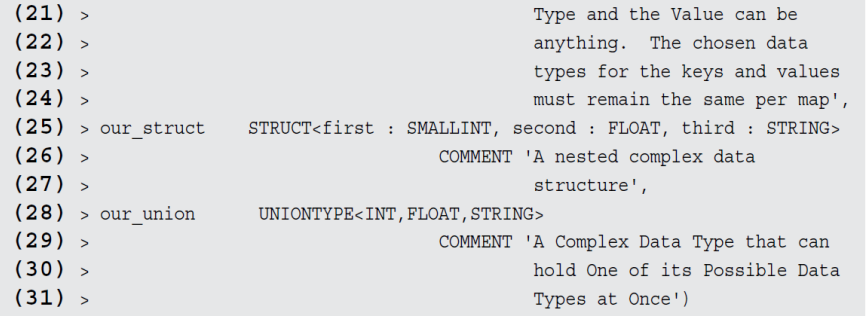 (21) > Type and the Value can be
(22) > anything.  The chosen data
(23) > types for the keys and values
(24) > must remain the same per map',
(25) > our_struct    STRUCT<first : SMALLINT, second : FLOAT, third : STRING>
(26) > COMMENT 'A nested complex data
(27) > structure',
(28) > our_union     UNIONTYPE<INT,FLOAT,STRING>
(29) > COMMENT 'A Complex Data Type that can
(30) > hold One of its Possible Data
(31) > Types at Once')